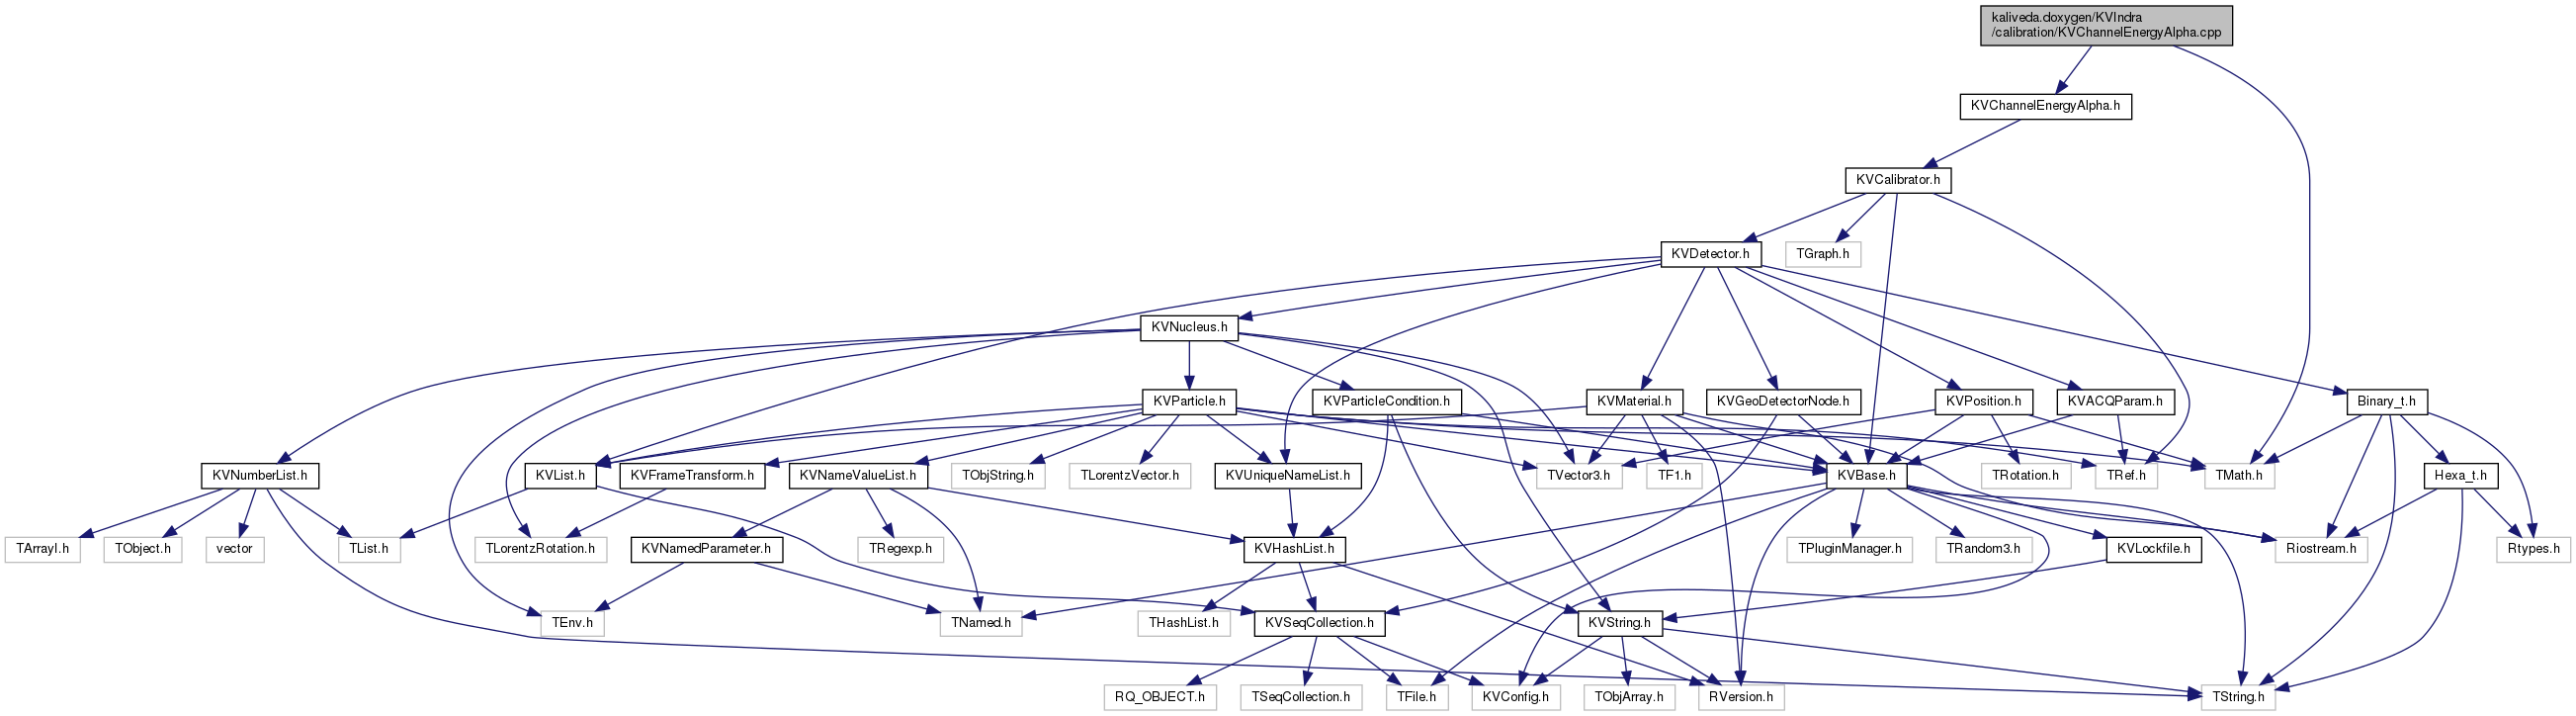 kaliveda.doxygen/KVIndra
/calibration/KVChannelEnergyAlpha.cpp
KVChannelEnergyAlpha.h
KVCalibrator.h
KVDetector.h
TGraph.h
KVNucleus.h
KVParticle.h
KVParticleCondition.h
KVMaterial.h
KVGeoDetectorNode.h
KVPosition.h
KVACQParam.h
Binary_t.h
KVNumberList.h
KVList.h
KVFrameTransform.h
KVNameValueList.h
TObjString.h
TLorentzVector.h
KVUniqueNameList.h
TVector3.h
TF1.h
KVBase.h
TRotation.h
TRef.h
TMath.h
Hexa_t.h
TArrayI.h
TObject.h
vector
TList.h
TLorentzRotation.h
KVNamedParameter.h
TRegexp.h
KVHashList.h
TPluginManager.h
TRandom3.h
KVLockfile.h
Riostream.h
Rtypes.h
TEnv.h
TNamed.h
THashList.h
KVSeqCollection.h
KVString.h
RQ_OBJECT.h
TSeqCollection.h
TFile.h
KVConfig.h
TObjArray.h
RVersion.h
TString.h